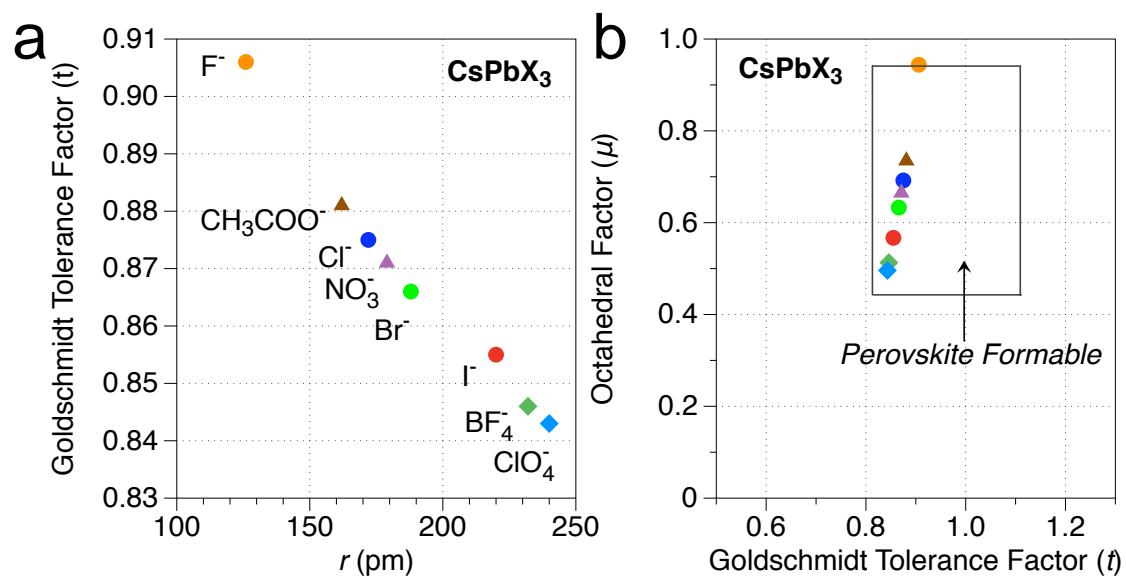 a
0.91
0.90
0.89
0.88
0.87
0.86
0.85
0.84
0.83
Goldschmidt Tolerance Factor (t)
CsPbX₃
F⁻
CH₃COO⁻
Cl⁻
NO₃⁻
Br⁻
I⁻
BF₄⁻
ClO₄⁻
100 150 200 250
r (pm)
b
1.0
0.8
0.6
0.4
0.2
0
Octahedral Factor (μ)
CsPbX₃
Perovskite Formable
0.6 0.8 1.0 1.2
Goldschmidt Tolerance Factor (t)